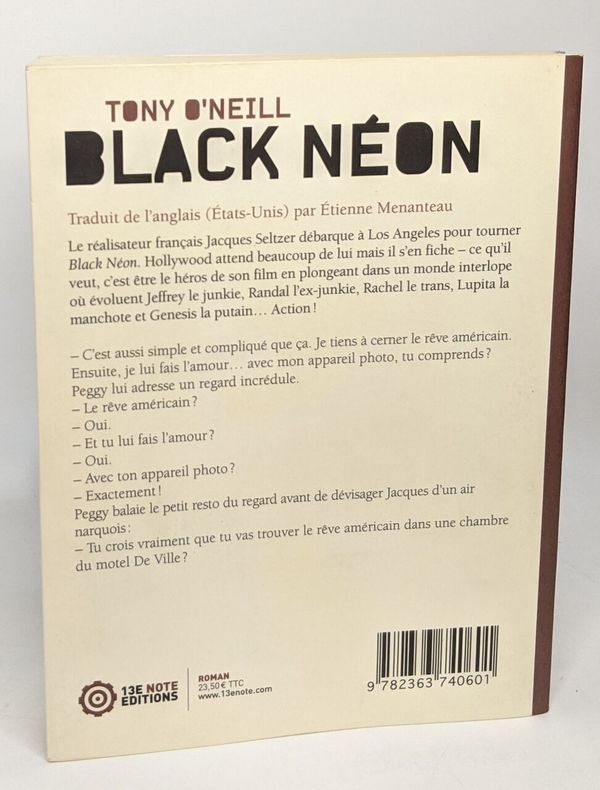 TONY O'NEILL
BLACK NÉON
Traduit de l'anglais (États-Unis) par Étienne Menanteau
Le réalisateur français Jacques Seltzer débarque à Los Angeles pour tourner
Black Néon. Hollywood attend beaucoup de lui mais il s'en fiche – ce qu'il
veut, c'est être le héros de son film en plongeant dans un monde interlope
où évoluent Jeffrey le junkie, Randal l'ex-junkie, Rachel le trans, Lupita la
manchote et Genesis la putain... Action !
– C'est aussi simple et compliqué que ça. Je tiens à cerner le rêve américain.
Ensuite, je lui fais l'amour... avec mon appareil photo, tu comprends ?
Peggy lui adresse un regard incrédule.
– Le rêve américain ?
– Oui.
– Et tu lui fais l'amour ?
– Oui.
– Avec ton appareil photo ?
– Exactement !
Peggy balaie le petit resto du regard avant de dévisager Jacques d'un air
narquois :
– Tu crois vraiment que tu vas trouver le rêve américain dans une chambre
du motel De Ville ?
13E NOTE
EDITIONS
ROMAN
23,50 € TTC
www.13enote.com
9 782363 740601